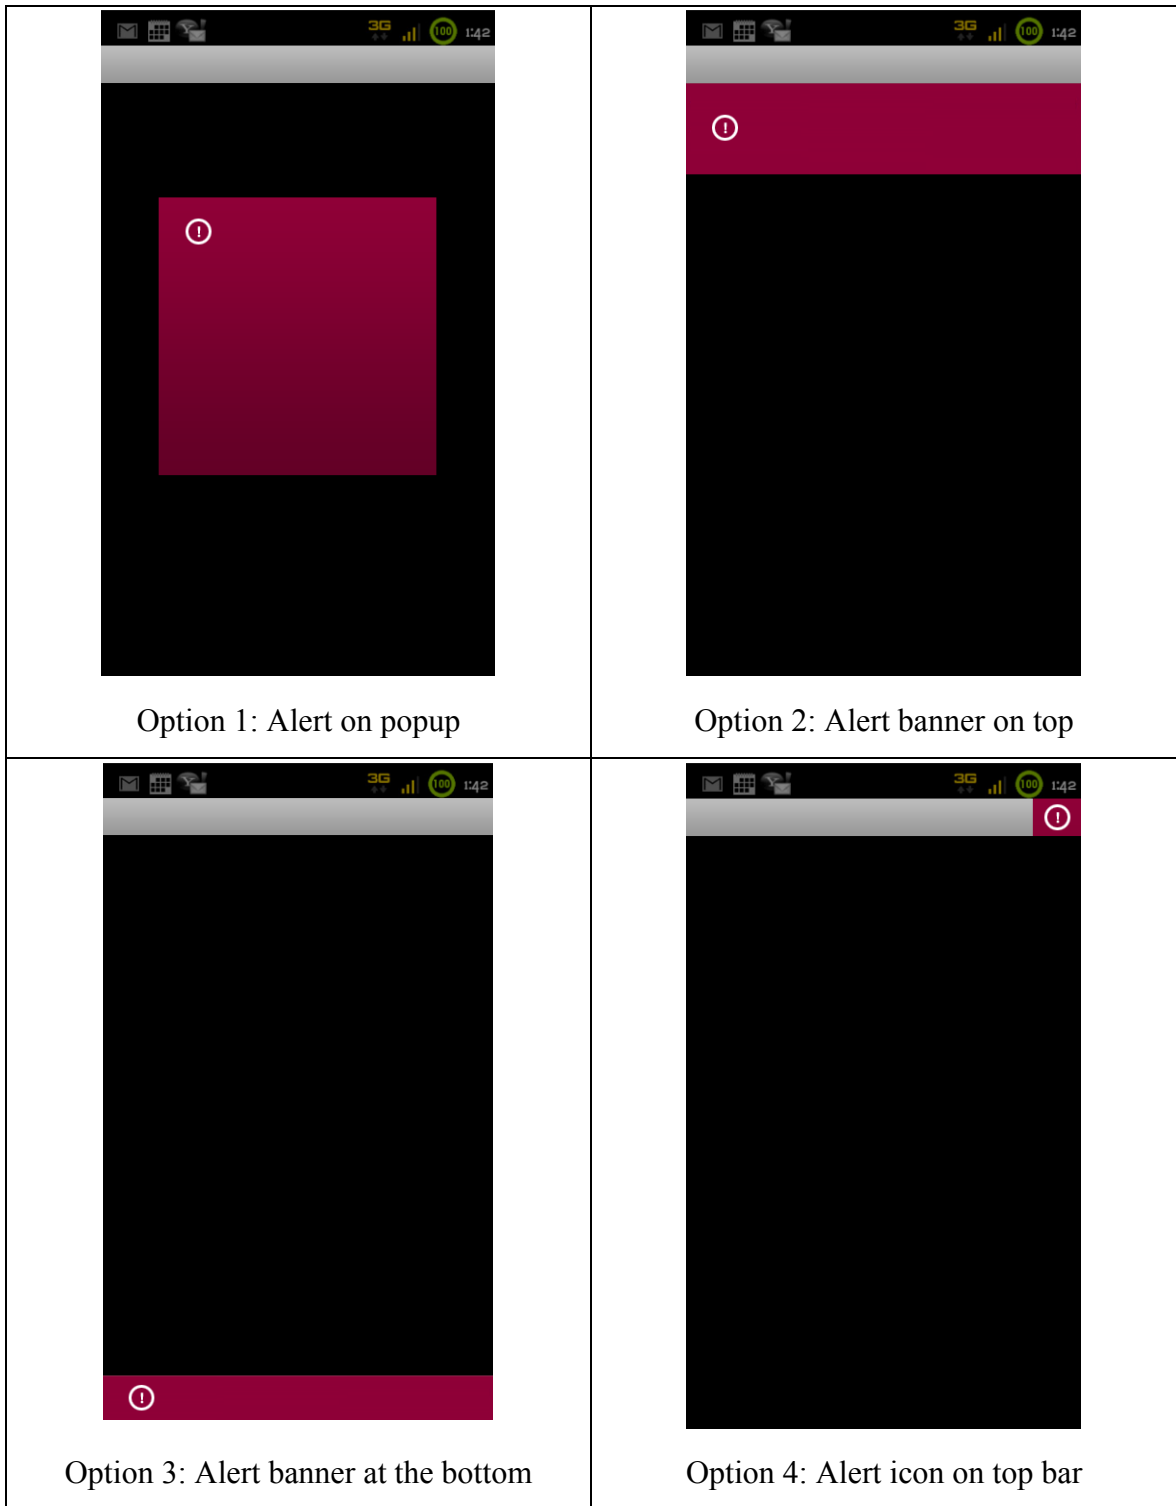 3G 100 1:42
3G 100 1:42
Option 1: Alert on popup
Option 2: Alert banner on top
3G 100 1:42
3G 100 1:42
Option 3: Alert banner at the bottom
Option 4: Alert icon on top bar